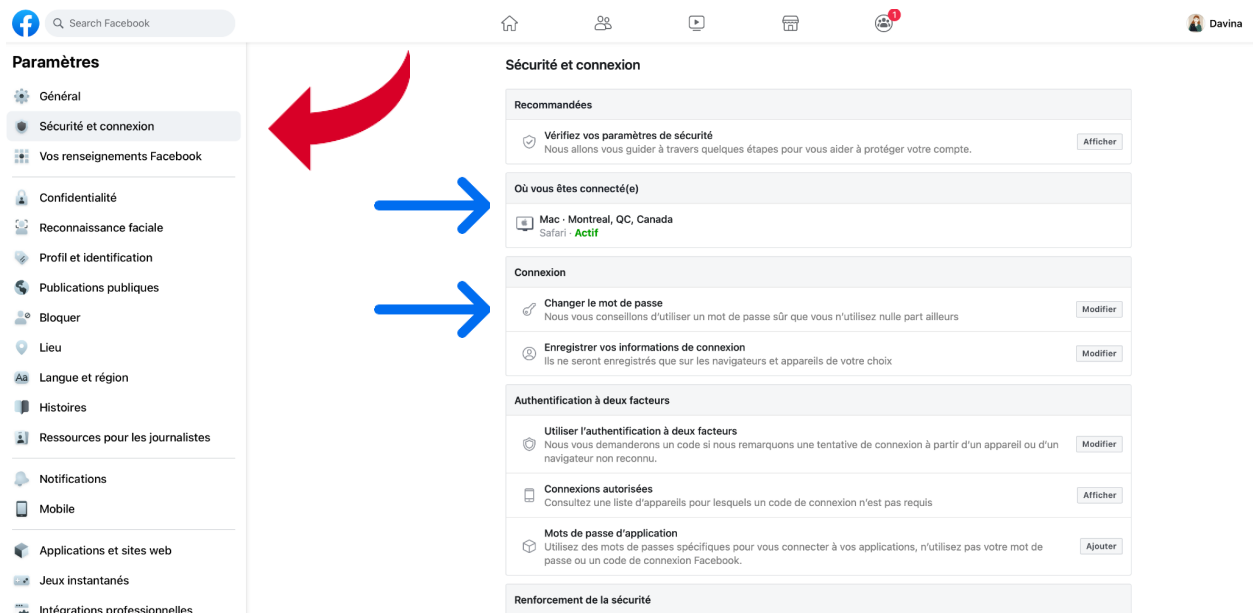 Search Facebook
1
Davina
Paramètres
Général
Sécurité et connexion
Vos renseignements Facebook
Confidentialité
Reconnaissance faciale
Profil et identification
Publications publiques
Bloquer
Lieu
Aa
Langue et région
Histoires
Ressources pour les journalistes
Notifications
Mobile
Applications et sites web
Jeux instantanés
Intégrations professionnelles
Sécurité et connexion
Recommandées
Vérifiez vos paramètres de sécurité
Nous allons vous guider à travers quelques étapes pour vous aider à protéger votre compte.
Afficher
Où vous êtes connecté(e)
Mac · Montreal, QC, Canada
Safari · Actif
Connexion
Changer le mot de passe
Nous vous conseillons d'utiliser un mot de passe sûr que vous n'utilisez nulle part ailleurs
Modifier
Enregistrer vos informations de connexion
Ils ne seront enregistrés que sur les navigateurs et appareils de votre choix
Modifier
Authentification à deux facteurs
Utiliser l'authentification à deux facteurs
Nous vous demanderons un code si nous remarquons une tentative de connexion à partir d'un appareil ou d'un
navigateur non reconnu.
Modifier
Connexions autorisées
Consultez une liste d'appareils pour lesquels un code de connexion n'est pas requis
Afficher
Mots de passe d'application
Utilisez des mots de passes spécifiques pour vous connecter à vos applications, n'utilisez pas votre mot de
passe ou un code de connexion Facebook.
Ajouter
Renforcement de la sécurité